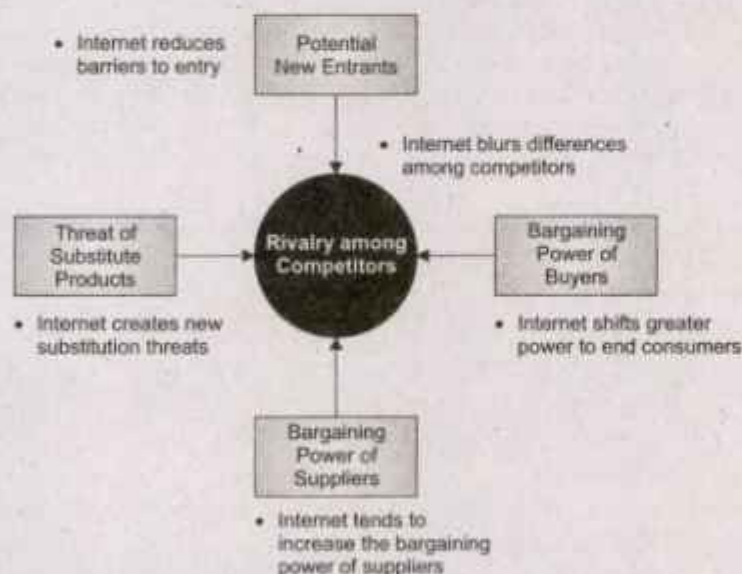 • Internet reduces
barriers to entry
Potential
New Entrants
• Internet blurs differences
among competitors
Threat of
Substitute
Products
Rivalry among
Competitors
Bargaining
Power of
Buyers
• Internet creates new
substitution threats
• Internet shifts greater
power to end consumers
Bargaining
Power of
Suppliers
• Internet tends to
increase the bargaining
power of suppliers